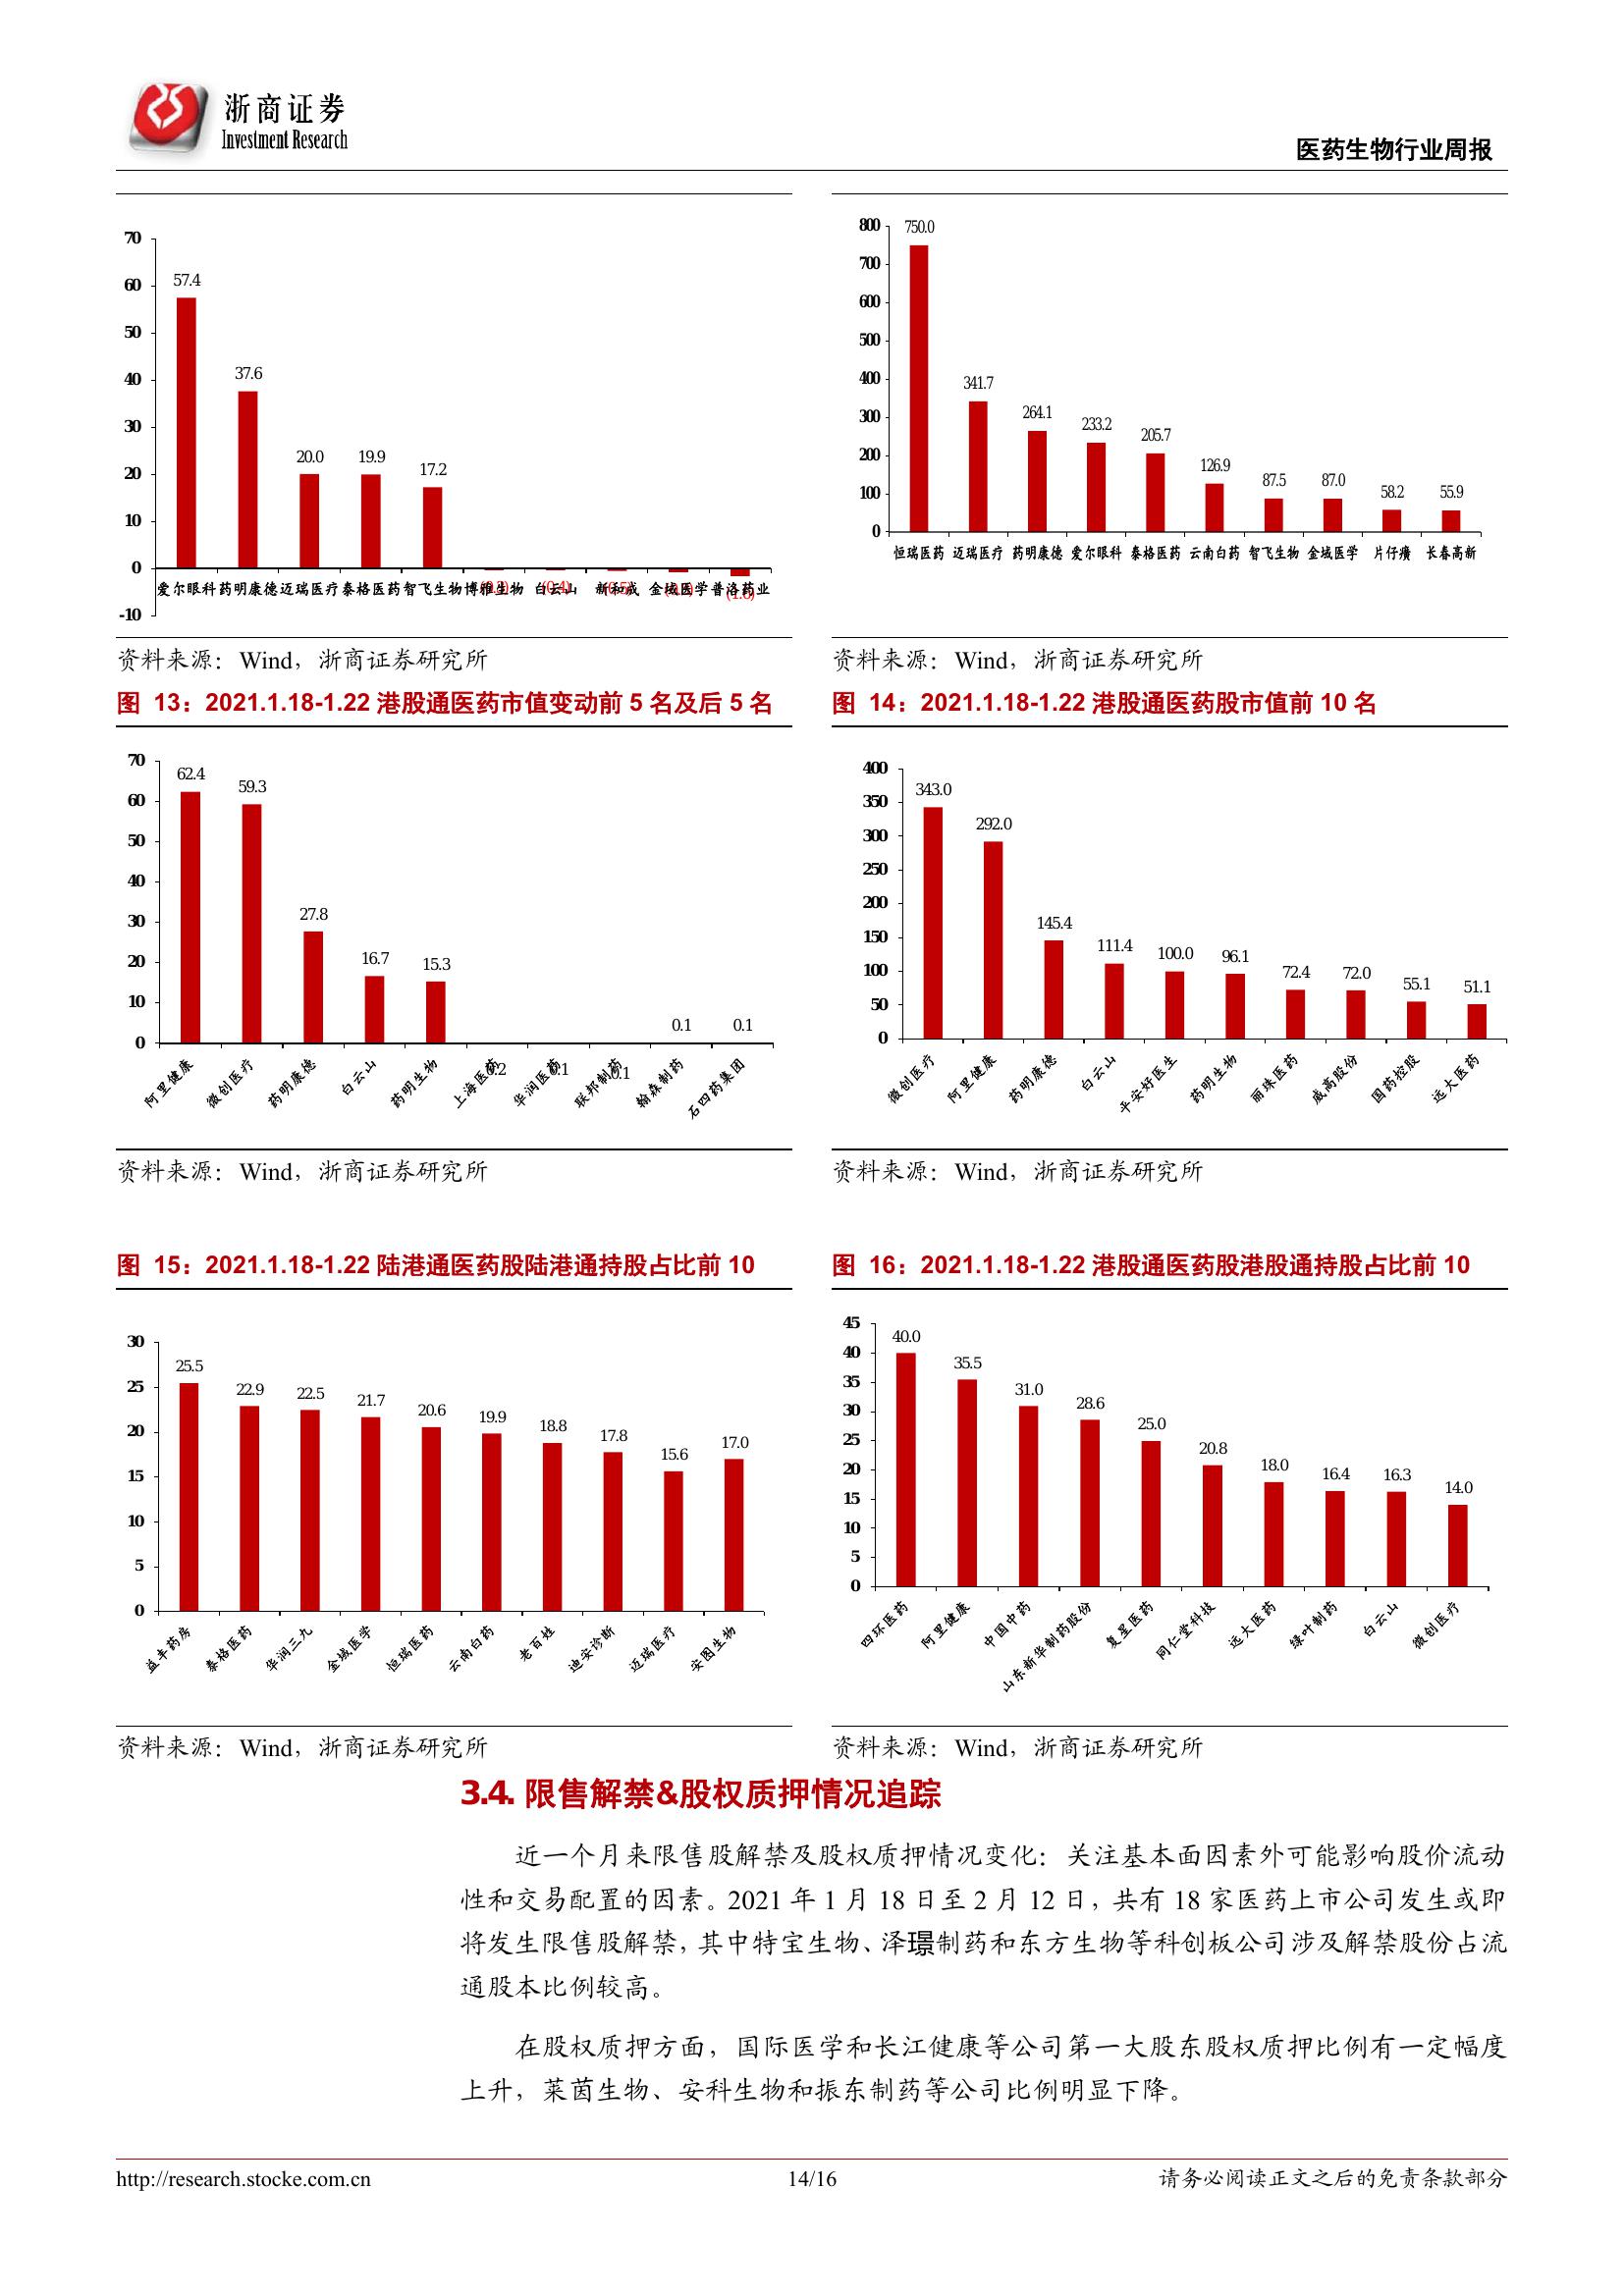 浙商证券
Investment Research
医药生物行业周报
70
60
50
40
30
20
10
0
-10
57.4
37.6
20.0
19.9
17.2
爱尔眼科 药明康德 迈瑞医疗 泰格医药 智飞生物 博雅生物 白云山 新和成 金域医学 普洛药业
800
700
600
500
400
300
200
100
0
750.0
341.7
264.1
233.2
205.7
126.9
87.5
87.0
58.2
55.9
恒瑞医药 迈瑞医疗 药明康德 爱尔眼科 泰格医药 云南白药 智飞生物 金域医学 片仔癀 长春高新
资料来源：Wind，浙商证券研究所
资料来源：Wind，浙商证券研究所
图 13：2021.1.18-1.22 港股通医药市值变动前 5 名及后 5 名
图 14：2021.1.18-1.22 港股通医药股市值前 10 名
70
60
50
40
30
20
10
0
62.4
59.3
27.8
16.7
15.3
0.2
0.1
0.1
0.1
0.1
阿里健康
微创医疗
药明康德
白云山
药明生物
上海医药
华润医药
联邦制药
翰森制药
石四药集团
400
350
300
250
200
150
100
50
0
343.0
292.0
145.4
111.4
100.0
96.1
72.4
72.0
55.1
51.1
微创医疗
阿里健康
药明康德
白云山
平安好医生
药明生物
丽珠医药
威高股份
国药控股
远大医药
资料来源：Wind，浙商证券研究所
资料来源：Wind，浙商证券研究所
图 15：2021.1.18-1.22 陆港通医药股陆港通持股占比前 10
图 16：2021.1.18-1.22 港股通医药股港股通持股占比前 10
30
25
20
15
10
5
0
25.5
22.9
22.5
21.7
20.6
19.9
18.8
17.8
15.6
17.0
益丰药房
泰格医药
华润三九
金域医学
恒瑞医药
云南白药
老百姓
迪安诊断
迈瑞医疗
安图生物
45
40
35
30
25
20
15
10
5
0
40.0
35.5
31.0
28.6
25.0
20.8
18.0
16.4
16.3
14.0
四环医药
阿里健康
中国中药
山东新华制药股份
复星医药
同仁堂科技
远大医药
绿叶制药
白云山
微创医疗
资料来源：Wind，浙商证券研究所
资料来源：Wind，浙商证券研究所
3.4. 限售解禁&股权质押情况追踪
近一个月来限售股解禁及股权质押情况变化：关注基本面因素外可能影响股价流动
性和交易配置的因素。2021 年 1 月 18 日至 2 月 12 日，共有 18 家医药上市公司发生或即
将发生限售股解禁，其中特宝生物、泽璟制药和东方生物等科创板公司涉及解禁股份占流
通股本比例较高。
在股权质押方面，国际医学和长江健康等公司第一大股东股权质押比例有一定幅度
上升，莱茵生物、安科生物和振东制药等公司比例明显下降。
http://research.stocke.com.cn
14/16
请务必阅读正文之后的免责条款部分